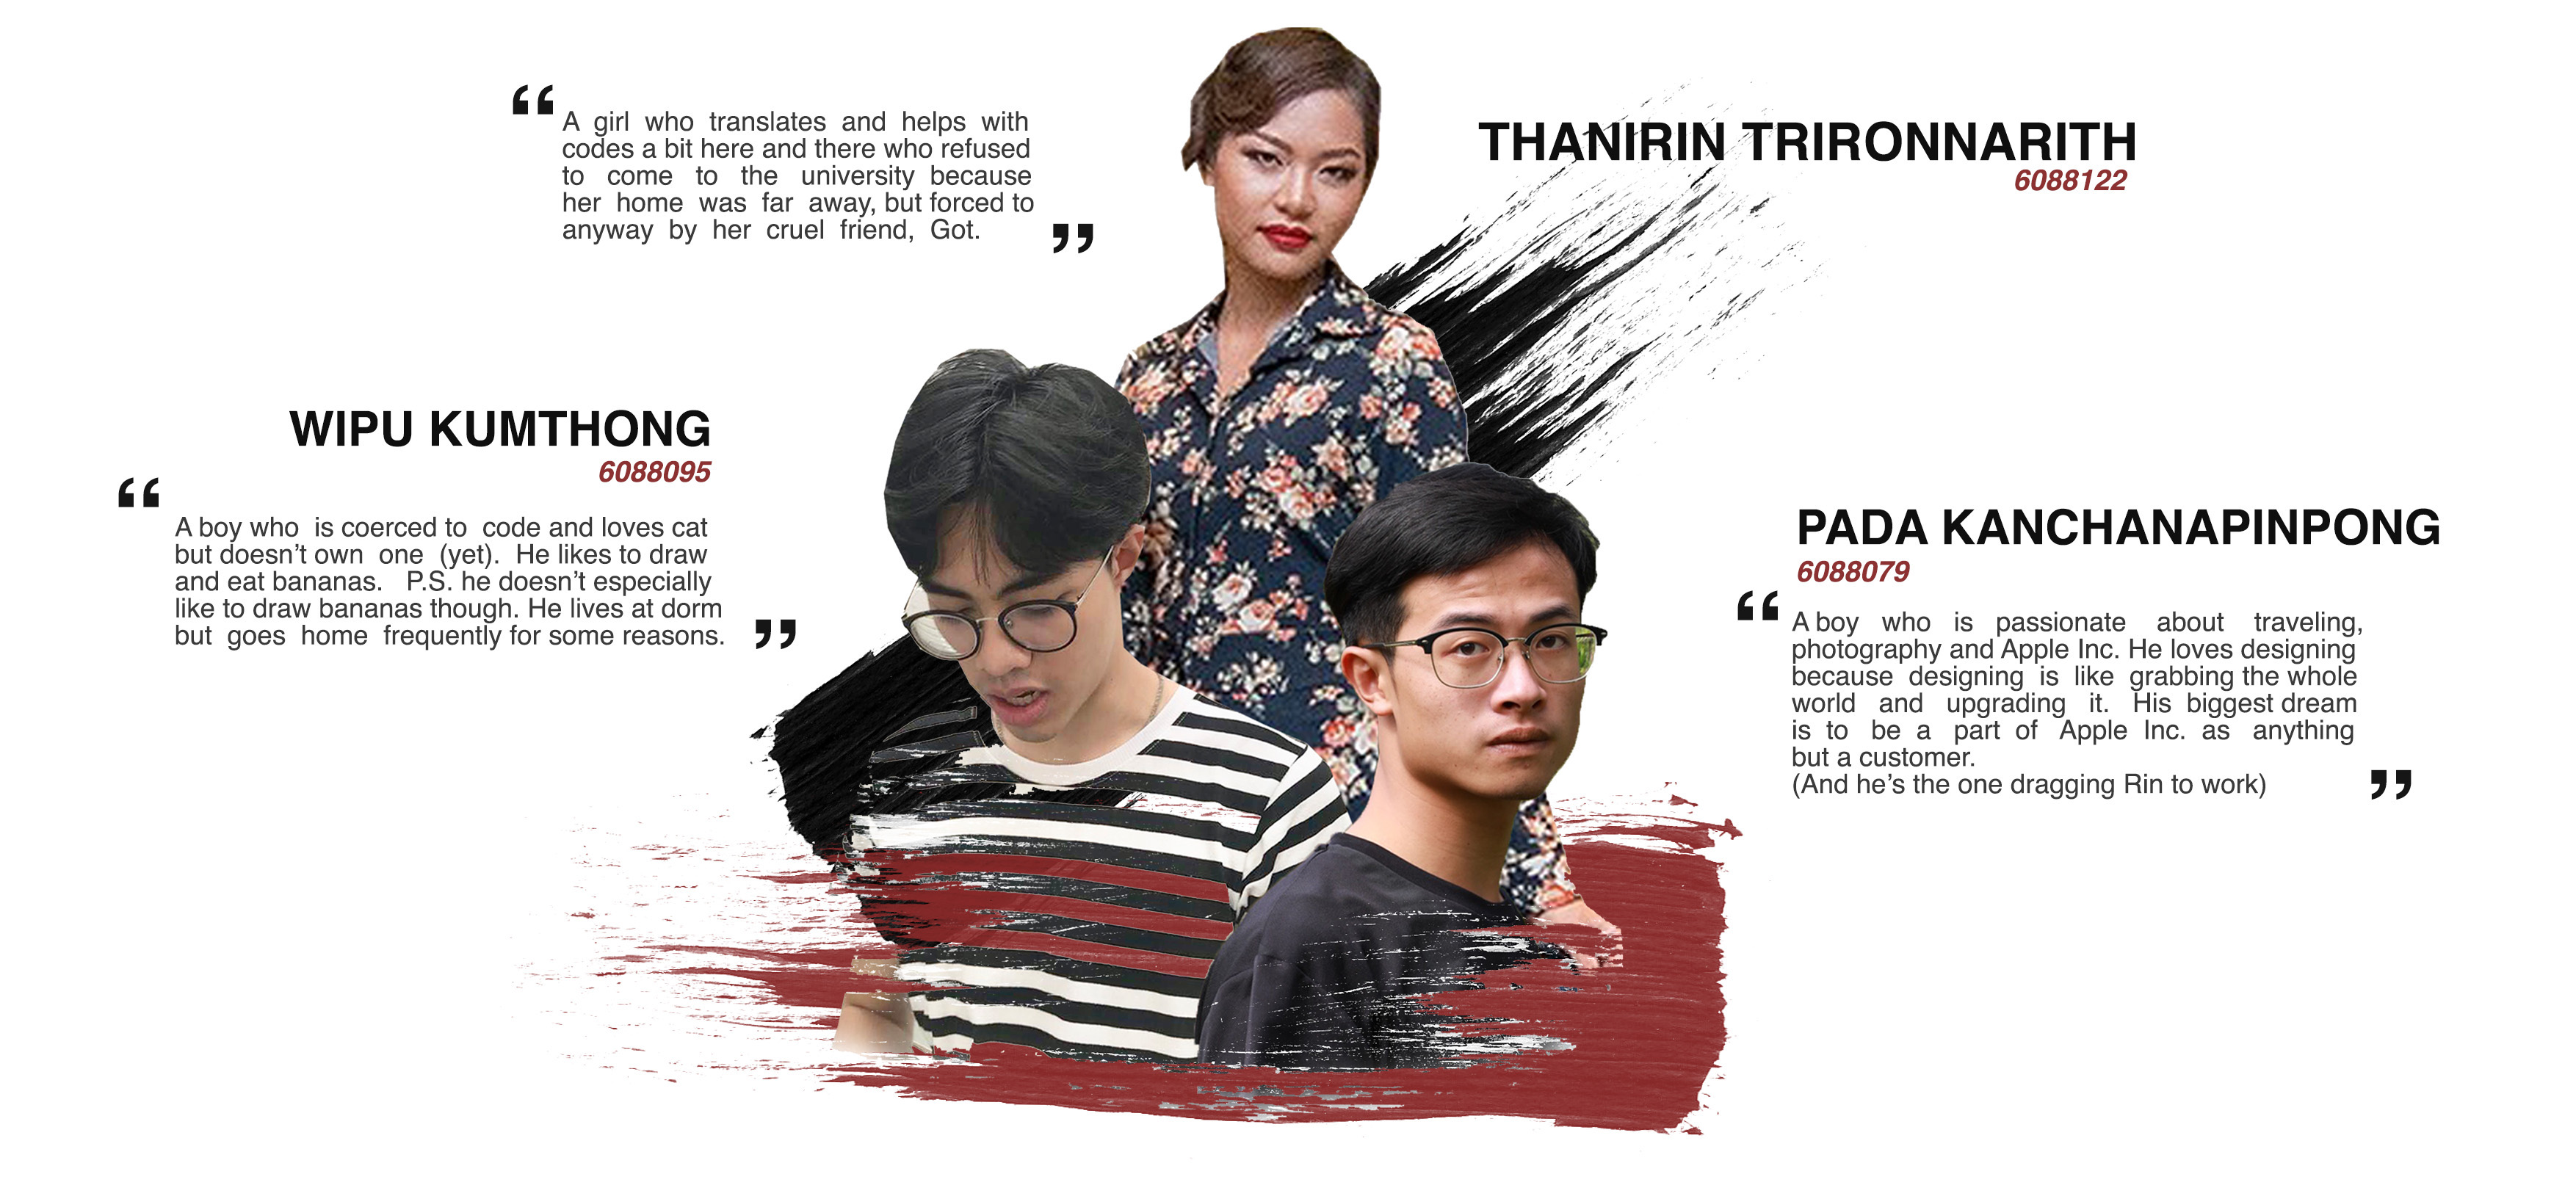 “
A girl who translates and helps with
codes a bit here and there who refused
to come to the university because
her home was far away, but forced to
anyway by her cruel friend, Got.
”
THANIRIN TRIRONNARITH
6088122
WIPU KUMTHONG
6088095
“
A boy who is coerced to code and loves cat
but doesn’t own one (yet). He likes to draw
and eat bananas. P.S. he doesn’t especially
like to draw bananas though. He lives at dorm
but goes home frequently for some reasons.
”
PADA KANCHANAPINPONG
6088079
“
A boy who is passionate about traveling,
photography and Apple Inc. He loves designing
because designing is like grabbing the whole
world and upgrading it. His biggest dream
is to be a part of Apple Inc. as anything
but a customer.
(And he’s the one dragging Rin to work)
”